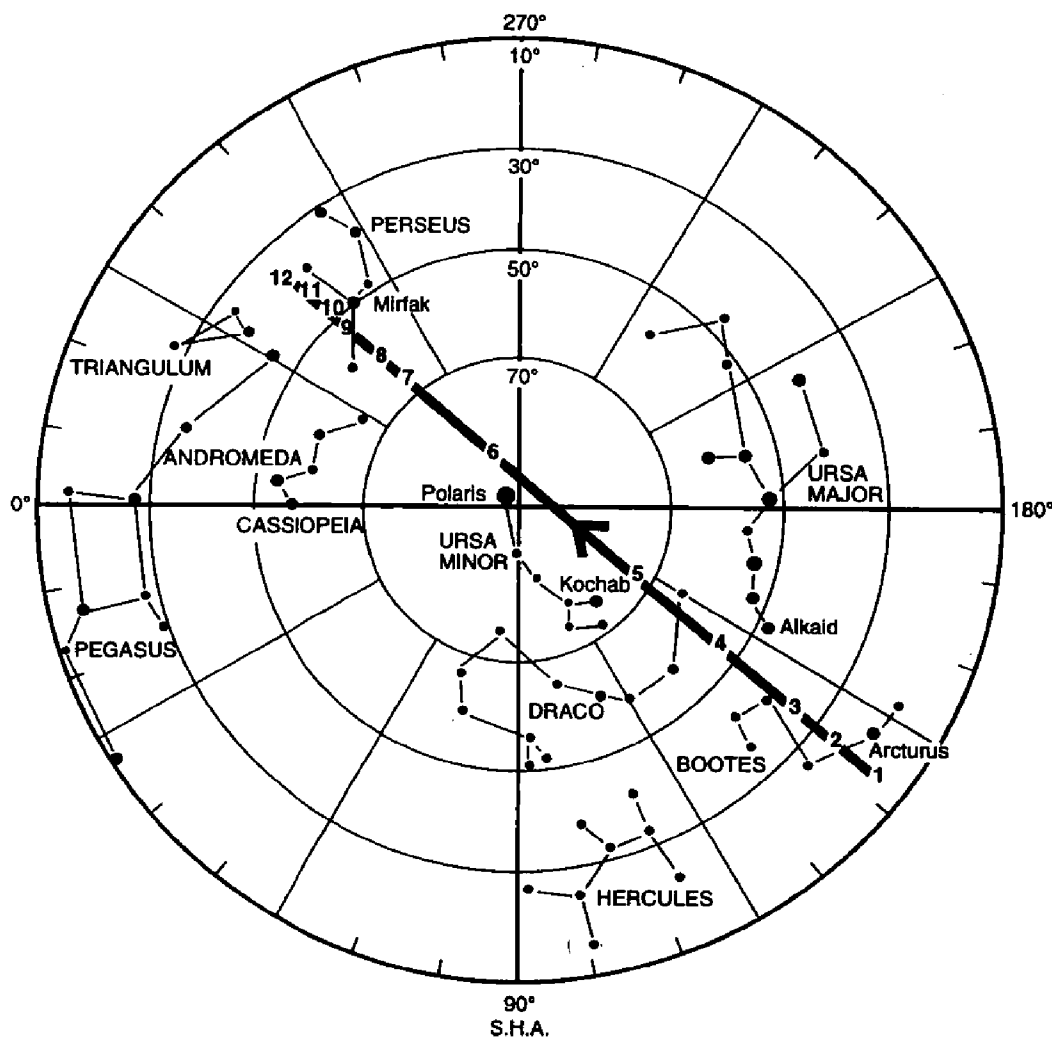 270°
10°
30°
PERSEUS
50°
12 11 10 9 Mirfak
8
TRIANGULUM
7
70°
6
ANDROMEDA
URSA
MAJOR
Polaris
0°
180°
CASSIOPEIA
URSA
MINOR
5
Kochab
Alkaid
4
PEGASUS
3
DRACO
2
Arcturus
BOOTES
1
HERCULES
90°
S.H.A.